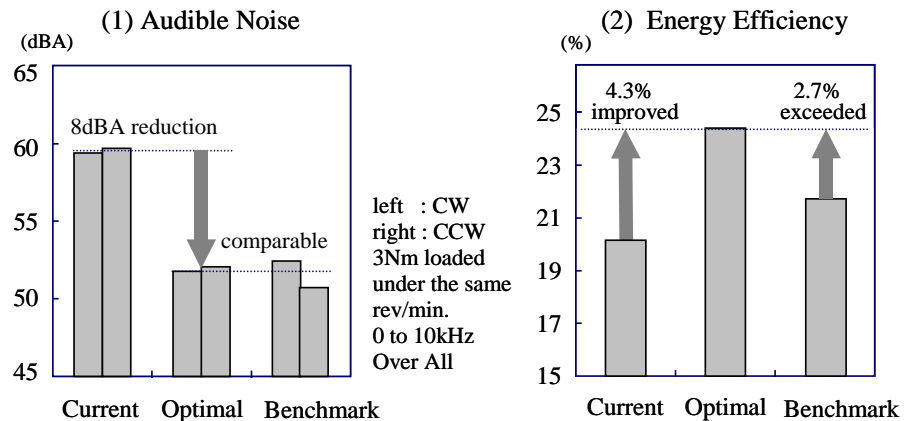 (1) Audible Noise
(dBA)
65
60
55
50
45
8dBA reduction
comparable
Current Optimal Benchmark
left : CW
right : CCW
3Nm loaded
under the same
rev/min.
0 to 10kHz
Over All
(2) Energy Efficiency
(%)
25
23
21
19
17
15
4.3%
improved
2.7%
exceeded
Current Optimal Benchmark